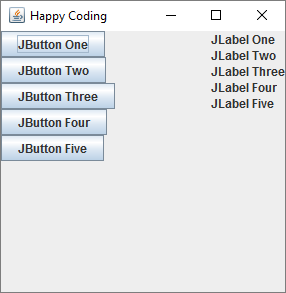 Happy Coding
JButton One
JButton Two
JButton Three
JButton Four
JButton Five
JLabel One
JLabel Two
JLabel Three
JLabel Four
JLabel Five